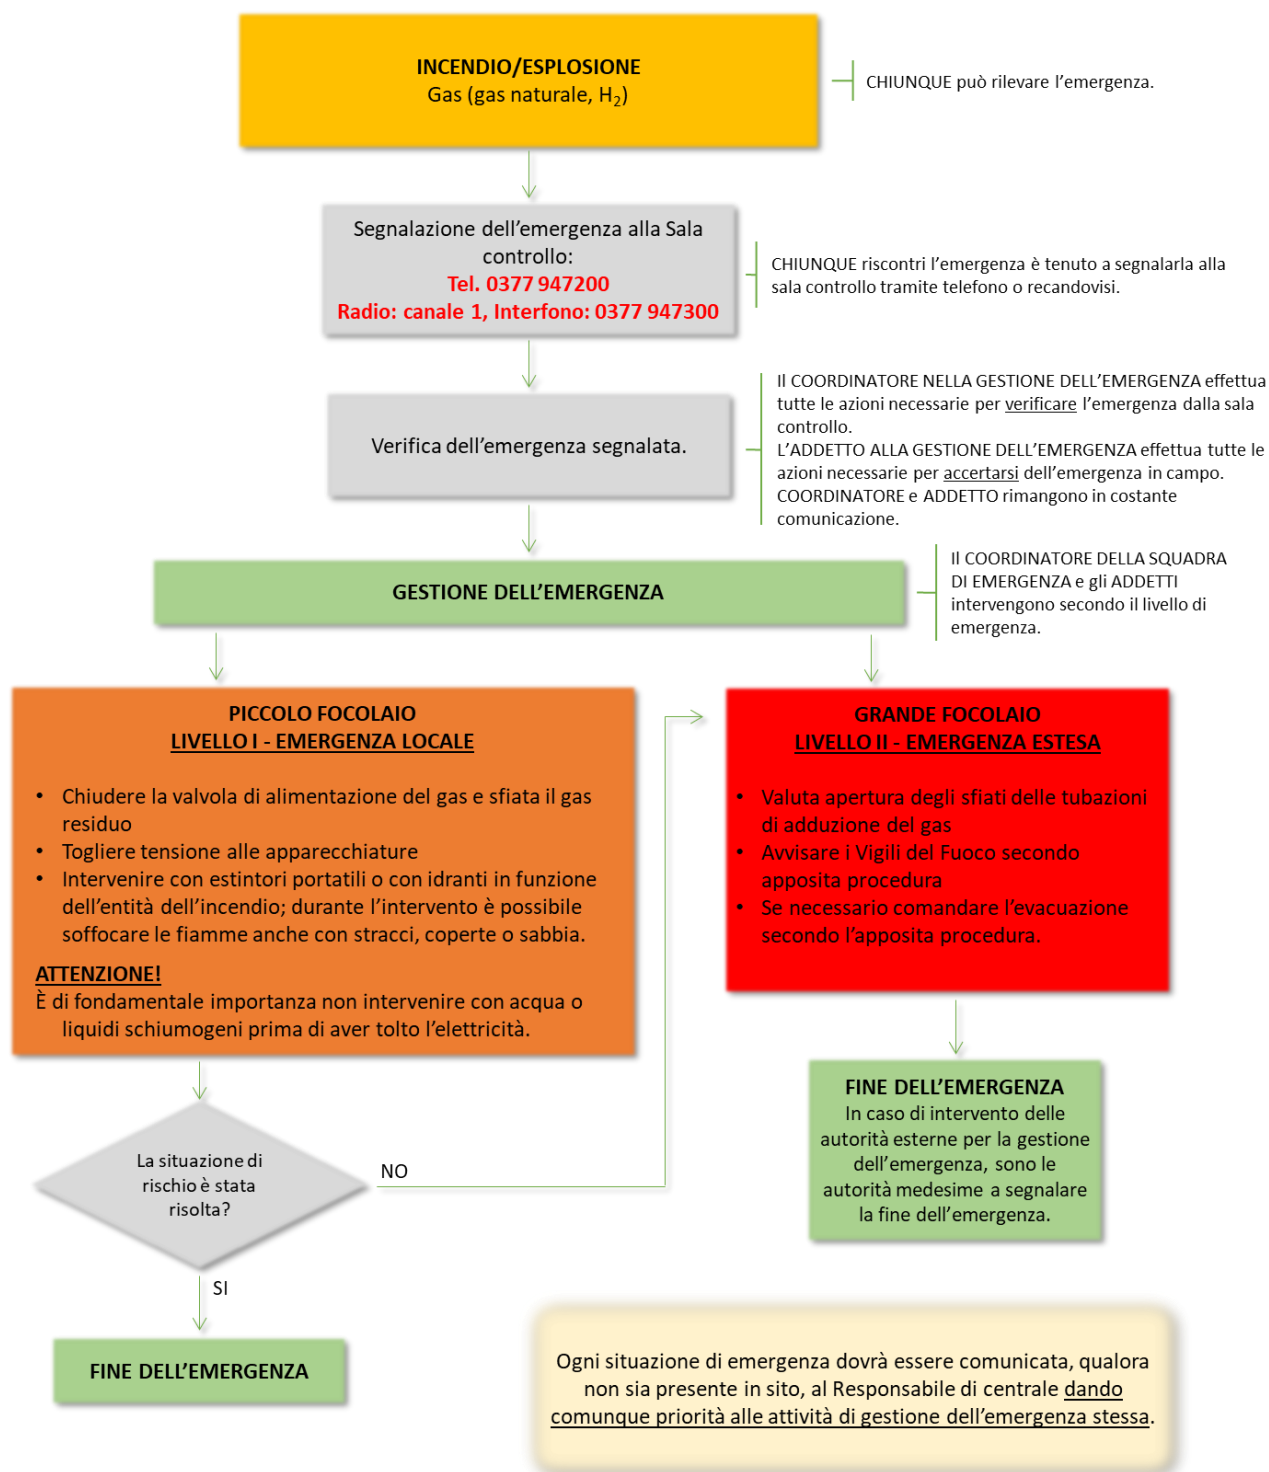 INCENDIO/ESPLOSIONE
Gas (gas naturale, H₂)
CHIUNQUE può rilevare l’emergenza.
Segnalazione dell’emergenza alla Sala
controllo:
Tel. 0377 947200
Radio: canale 1, Interfono: 0377 947300
CHIUNQUE riscontri l’emergenza è tenuto a segnalarla alla
sala controllo tramite telefono o recandovisi.
Verifica dell’emergenza segnalata.
Il COORDINATORE NELLA GESTIONE DELL’EMERGENZA effettua
tutte le azioni necessarie per verificare l’emergenza dalla sala
controllo.
L’ADDETTO ALLA GESTIONE DELL’EMERGENZA effettua tutte le
azioni necessarie per accertarsi dell’emergenza in campo.
COORDINATORE e ADDETTO rimangono in costante
comunicazione.
GESTIONE DELL’EMERGENZA
Il COORDINATORE DELLA SQUADRA
DI EMERGENZA e gli ADDETTI
intervengono secondo il livello di
emergenza.
PICCOLO FOCOLAIO
LIVELLO I - EMERGENZA LOCALE
• Chiudere la valvola di alimentazione del gas e sfiata il gas
residuo
• Togliere tensione alle apparecchiature
• Intervenire con estintori portatili o con idranti in funzione
dell’entità dell’incendio; durante l’intervento è possibile
soffocare le fiamme anche con stracci, coperte o sabbia.
ATTENZIONE!
È di fondamentale importanza non intervenire con acqua o
liquidi schiumogeni prima di aver tolto l’elettricità.
GRANDE FOCOLAIO
LIVELLO II - EMERGENZA ESTESA
• Valuta apertura degli sfiati delle tubazioni
di adduzione del gas
• Avvisare i Vigili del Fuoco secondo
apposita procedura
• Se necessario comandare l’evacuazione
secondo l’apposita procedura.
La situazione di
rischio è stata
risolta?
NO
SI
FINE DELL’EMERGENZA
FINE DELL’EMERGENZA
In caso di intervento delle
autorità esterne per la gestione
dell’emergenza, sono le
autorità medesime a segnalare
la fine dell’emergenza.
Ogni situazione di emergenza dovrà essere comunicata, qualora
non sia presente in sito, al Responsabile di centrale dando
comunque priorità alle attività di gestione dell’emergenza stessa.